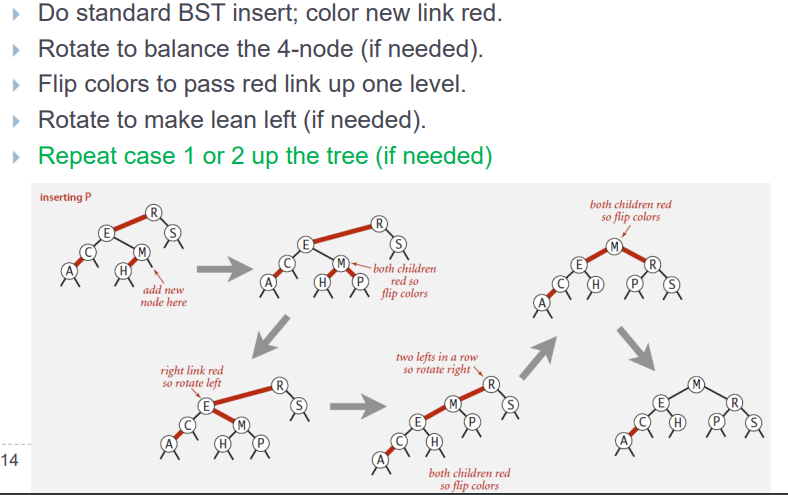 Do standard BST insert; color new link red.
Rotate to balance the 4-node (if needed).
Flip colors to pass red link up one level.
Rotate to make lean left (if needed).
Repeat case 1 or 2 up the tree (if needed)
inserting P
R
E
S
C
M
A
H
add new
node here
R
E
S
C
M
A
H
P
both children
red so
flip colors
both children red
so flip colors
M
E
R
C
H
P
S
A
right link red
so rotate left
R
E
S
C
M
A
H
P
two lefts in a row
so rotate right
R
M
S
E
P
C
H
A
both children red
so flip colors
M
E
R
C
H
P
S
A
14